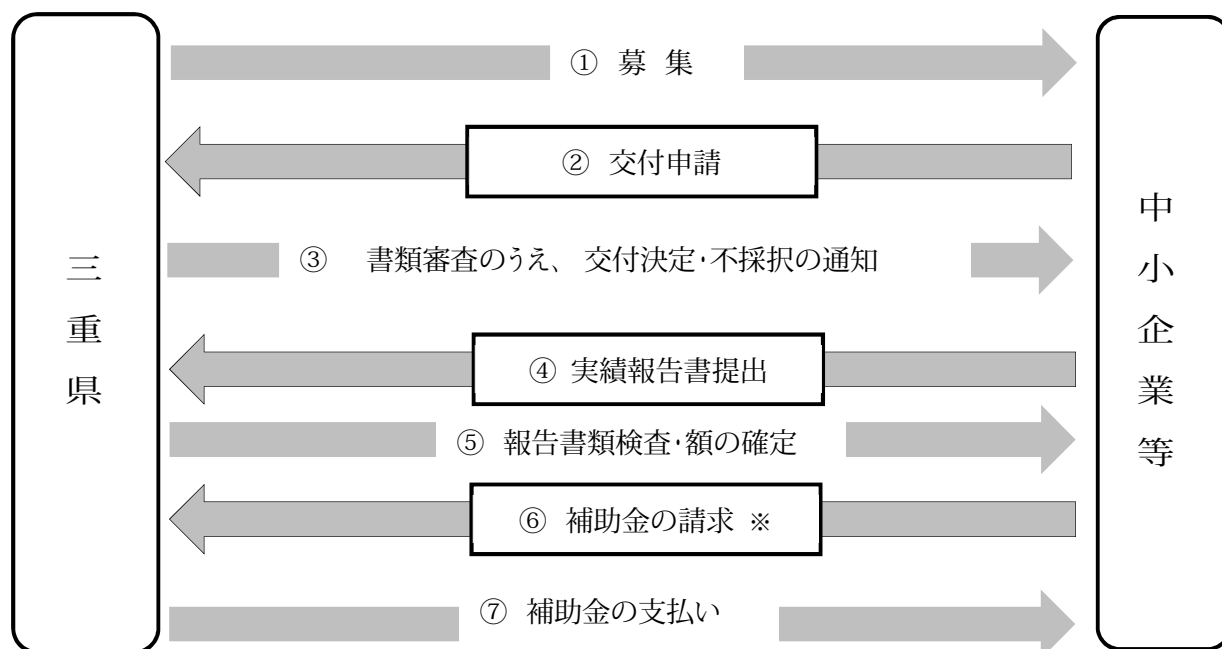 三重県
① 募 集
② 交付申請
③ 書類審査のうえ、交付決定・不採択の通知
④ 実績報告書提出
⑤ 報告書類検査・額の確定
⑥ 補助金の請求 ※
⑦ 補助金の支払い
中小企業等